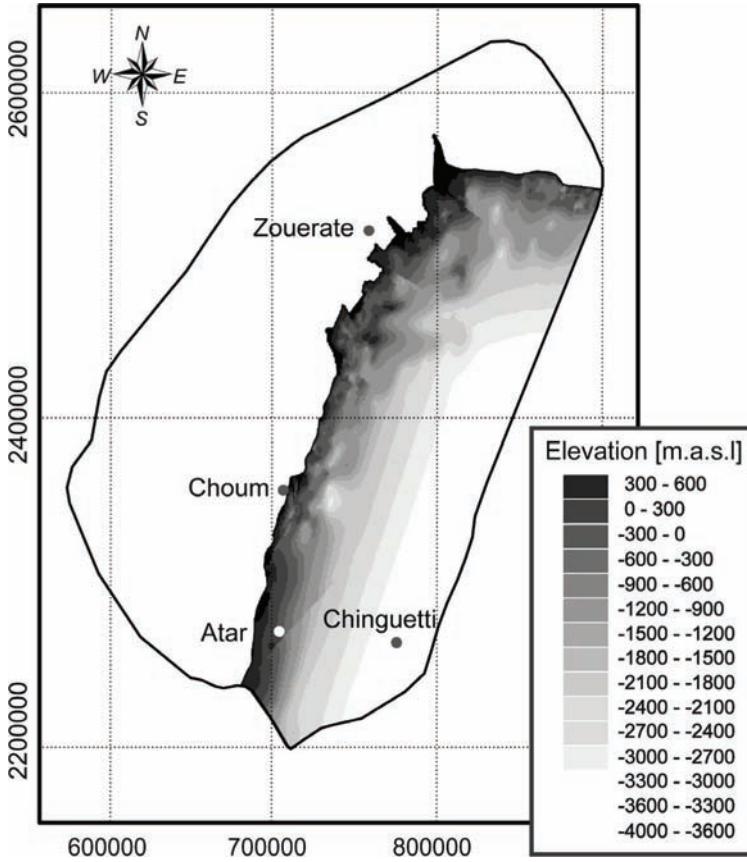 N
W E
S
2600000
Zouerate
2400000
Choum
Atar
Chinguetti
2200000
600000 700000 800000
Elevation [m.a.s.l]
300 - 600
0 - 300
-300 - 0
-600 - -300
-900 - -600
-1200 - -900
-1500 - -1200
-1800 - -1500
-2100 - -1800
-2400 - -2100
-2700 - -2400
-3000 - -2700
-3300 - -3000
-3600 - -3300
-4000 - -3600